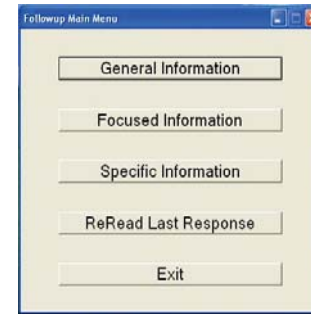 Followup Main Menu
General Information
Focused Information
Specific Information
ReRead Last Response
Exit